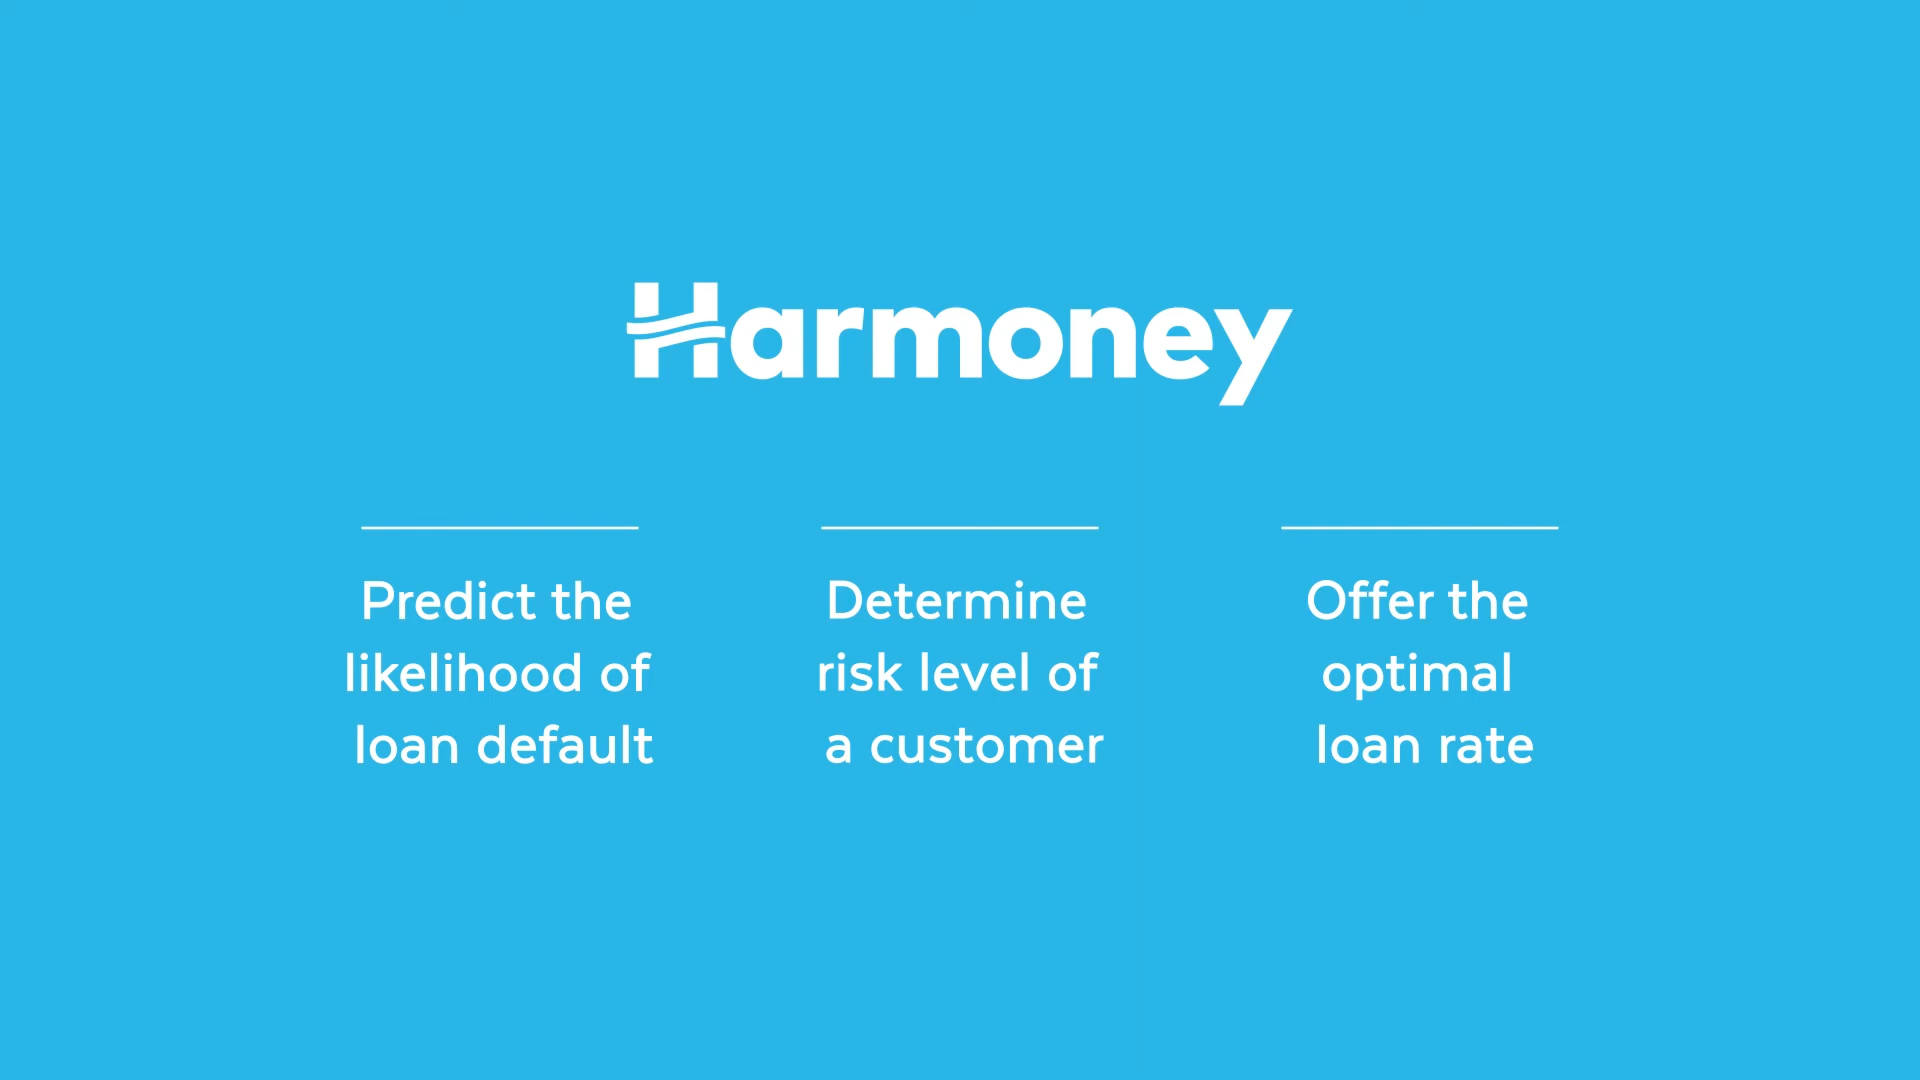 Harmoney
Predict the
likelihood of
loan default
Determine
risk level of
a customer
Offer the
optimal
loan rate